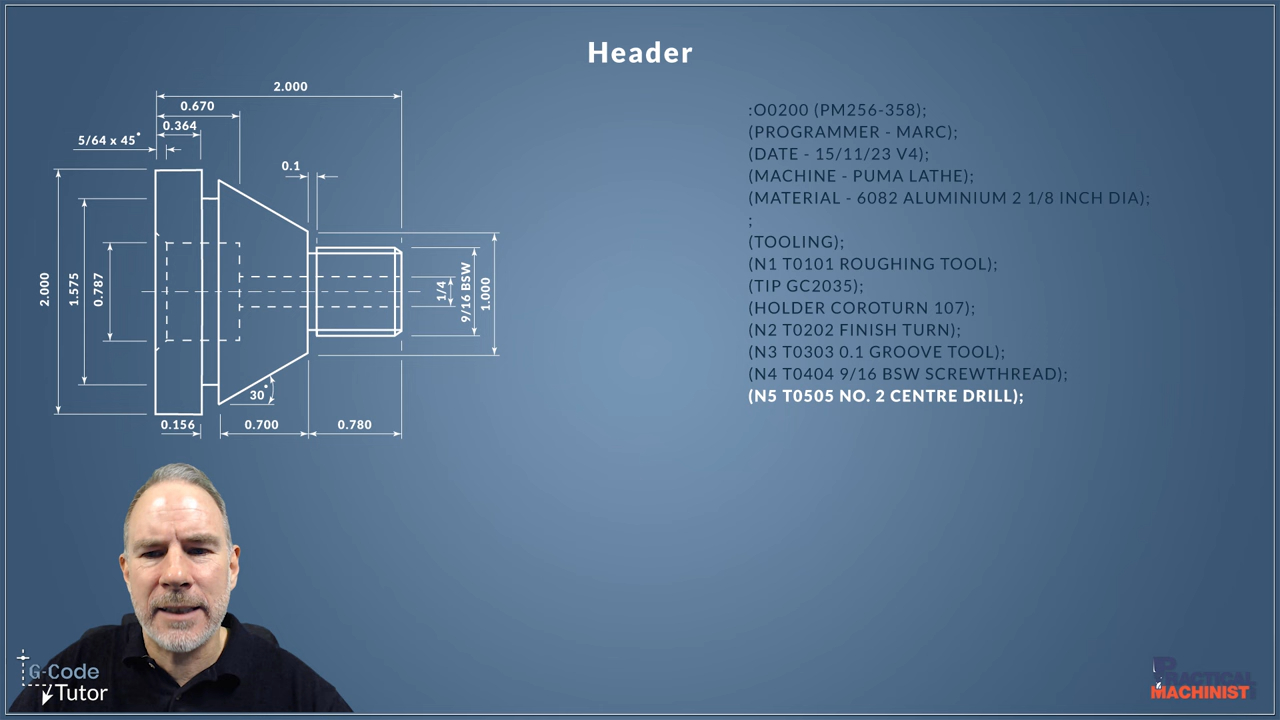 Header
2.000
0.670
0.364
5/64 x 45°
0.1
2.000
1.575
0.787
1/4
9/16 BSW
1.000
30°
0.156
0.700
0.780
:O0200 (PM256-358);
(PROGRAMMER - MARC);
(DATE - 15/11/23 V4);
(MACHINE - PUMA LATHE);
(MATERIAL - 6082 ALUMINIUM 2 1/8 INCH DIA);
;
(TOOLING);
(N1 T0101 ROUGHING TOOL);
(TIP GC2035);
(HOLDER COROTURN 107);
(N2 T0202 FINISH TURN);
(N3 T0303 0.1 GROOVE TOOL);
(N4 T0404 9/16 BSW SCREWTHREAD);
(N5 T0505 NO. 2 CENTRE DRILL);
G-Code
Tutor
PRACTICAL
MACHINIST